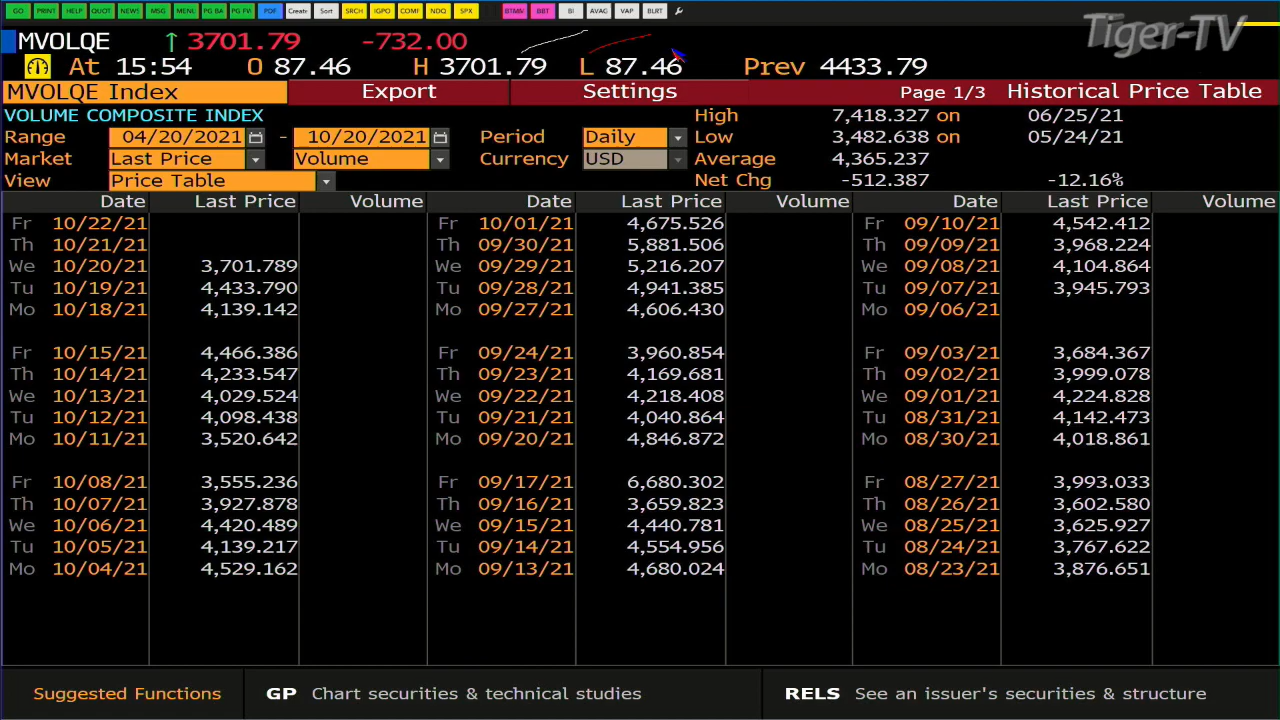 GO PRINT HELP QUOT NEWS MSG MENU PG BA PG FW PDF Creatr Sort SRCH IGPO COMF NDQ SPX BTMM BBT BI AVAG VAP BLRT
Tiger-TV
MVOLQE ↑ 3701.79 -732.00
At 15:54 O 87.46 H 3701.79 L 87.46 Prev 4433.79
MVOLQE Index Export Settings Page 1/3 Historical Price Table
VOLUME COMPOSITE INDEX High 7,418.327 on 06/25/21
Range 04/20/2021 - 10/20/2021 Period Daily Low 3,482.638 on 05/24/21
Market Last Price Volume Currency USD Average 4,365.237
View Price Table Net Chg -512.387 -12.16%
Date Last Price Volume Date Last Price Volume Date Last Price Volume
Fr 10/22/21 Fr 10/01/21 4,675.526 Fr 09/10/21 4,542.412
Th 10/21/21 Th 09/30/21 5,881.506 Th 09/09/21 3,968.224
We 10/20/21 3,701.789 We 09/29/21 5,216.207 We 09/08/21 4,104.864
Tu 10/19/21 4,433.790 Tu 09/28/21 4,941.385 Tu 09/07/21 3,945.793
Mo 10/18/21 4,139.142 Mo 09/27/21 4,606.430 Mo 09/06/21
Fr 10/15/21 4,466.386 Fr 09/24/21 3,960.854 Fr 09/03/21 3,684.367
Th 10/14/21 4,233.547 Th 09/23/21 4,169.681 Th 09/02/21 3,999.078
We 10/13/21 4,029.524 We 09/22/21 4,218.408 We 09/01/21 4,224.828
Tu 10/12/21 4,098.438 Tu 09/21/21 4,040.864 Tu 08/31/21 4,142.473
Mo 10/11/21 3,520.642 Mo 09/20/21 4,846.872 Mo 08/30/21 4,018.861
Fr 10/08/21 3,555.236 Fr 09/17/21 6,680.302 Fr 08/27/21 3,993.033
Th 10/07/21 3,927.878 Th 09/16/21 3,659.823 Th 08/26/21 3,602.580
We 10/06/21 4,420.489 We 09/15/21 4,440.781 We 08/25/21 3,625.927
Tu 10/05/21 4,139.217 Tu 09/14/21 4,554.956 Tu 08/24/21 3,767.622
Mo 10/04/21 4,529.162 Mo 09/13/21 4,680.024 Mo 08/23/21 3,876.651
Suggested Functions GP Chart securities & technical studies RELS See an issuer's securities & structure